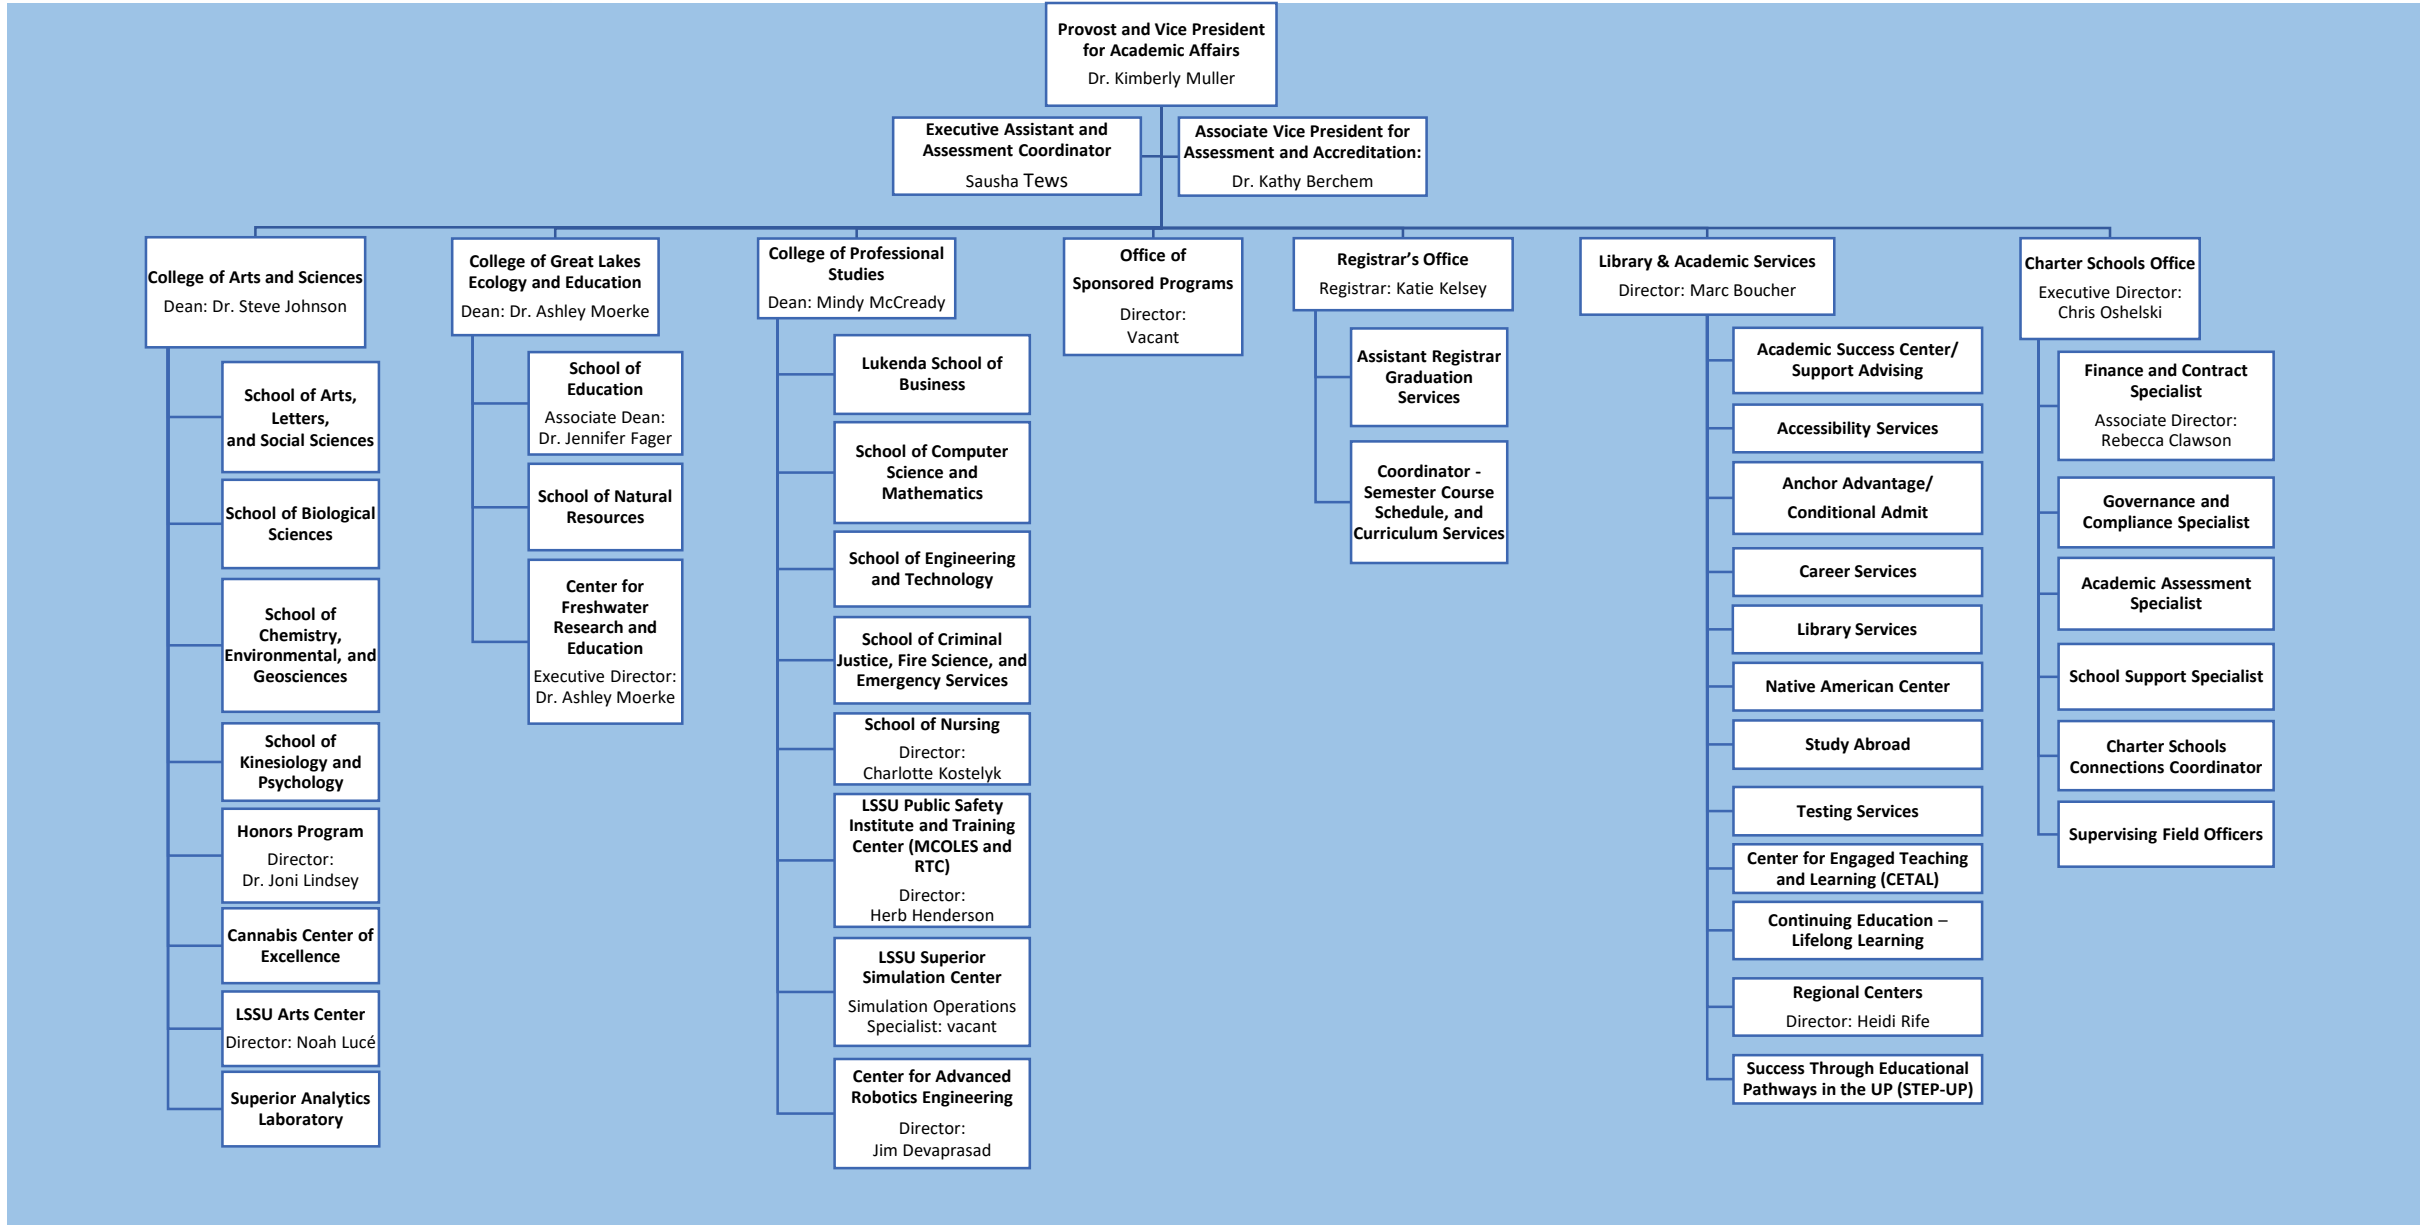 Provost and Vice President
for Academic Affairs
Dr. Kimberly Muller
Executive Assistant and
Assessment Coordinator
Sausha Tews
Associate Vice President for
Assessment and Accreditation:
Dr. Kathy Berchem
College of Arts and Sciences
Dean: Dr. Steve Johnson
School of Arts,
Letters,
and Social Sciences
School of Biological
Sciences
School of
Chemistry,
Environmental, and
Geosciences
School of
Kinesiology and
Psychology
Honors Program
Director:
Dr. Joni Lindsey
Cannabis Center of
Excellence
LSSU Arts Center
Director: Noah Lucé
Superior Analytics
Laboratory
College of Great Lakes
Ecology and Education
Dean: Dr. Ashley Moerke
School of
Education
Associate Dean:
Dr. Jennifer Fager
School of Natural
Resources
Center for
Freshwater
Research and
Education
Executive Director:
Dr. Ashley Moerke
College of Professional
Studies
Dean: Mindy McCready
Lukenda School of
Business
School of Computer
Science and
Mathematics
School of Engineering
and Technology
School of Criminal
Justice, Fire Science, and
Emergency Services
School of Nursing
Director:
Charlotte Kostelyk
LSSU Public Safety
Institute and Training
Center (MCOLES and
RTC)
Director:
Herb Henderson
LSSU Superior
Simulation Center
Simulation Operations
Specialist: vacant
Center for Advanced
Robotics Engineering
Director:
Jim Devaprasad
Office of
Sponsored Programs
Director:
Vacant
Registrar’s Office
Registrar: Katie Kelsey
Assistant Registrar
Graduation
Services
Coordinator -
Semester Course
Schedule, and
Curriculum Services
Library & Academic Services
Director: Marc Boucher
Academic Success Center/
Support Advising
Accessibility Services
Anchor Advantage/
Conditional Admit
Career Services
Library Services
Native American Center
Study Abroad
Testing Services
Center for Engaged Teaching
and Learning (CETAL)
Continuing Education –
Lifelong Learning
Regional Centers
Director: Heidi Rife
Success Through Educational
Pathways in the UP (STEP-UP)
Charter Schools Office
Executive Director:
Chris Oshelski
Finance and Contract
Specialist
Associate Director:
Rebecca Clawson
Governance and
Compliance Specialist
Academic Assessment
Specialist
School Support Specialist
Charter Schools
Connections Coordinator
Supervising Field Officers